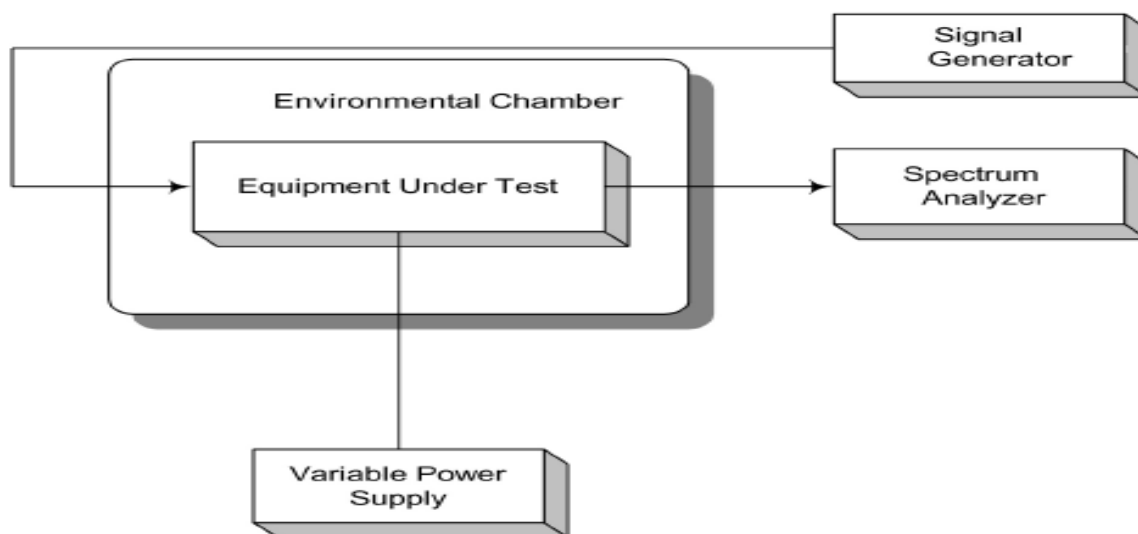 Signal
Generator
Environmental Chamber
Equipment Under Test
Spectrum
Analyzer
Variable Power
Supply